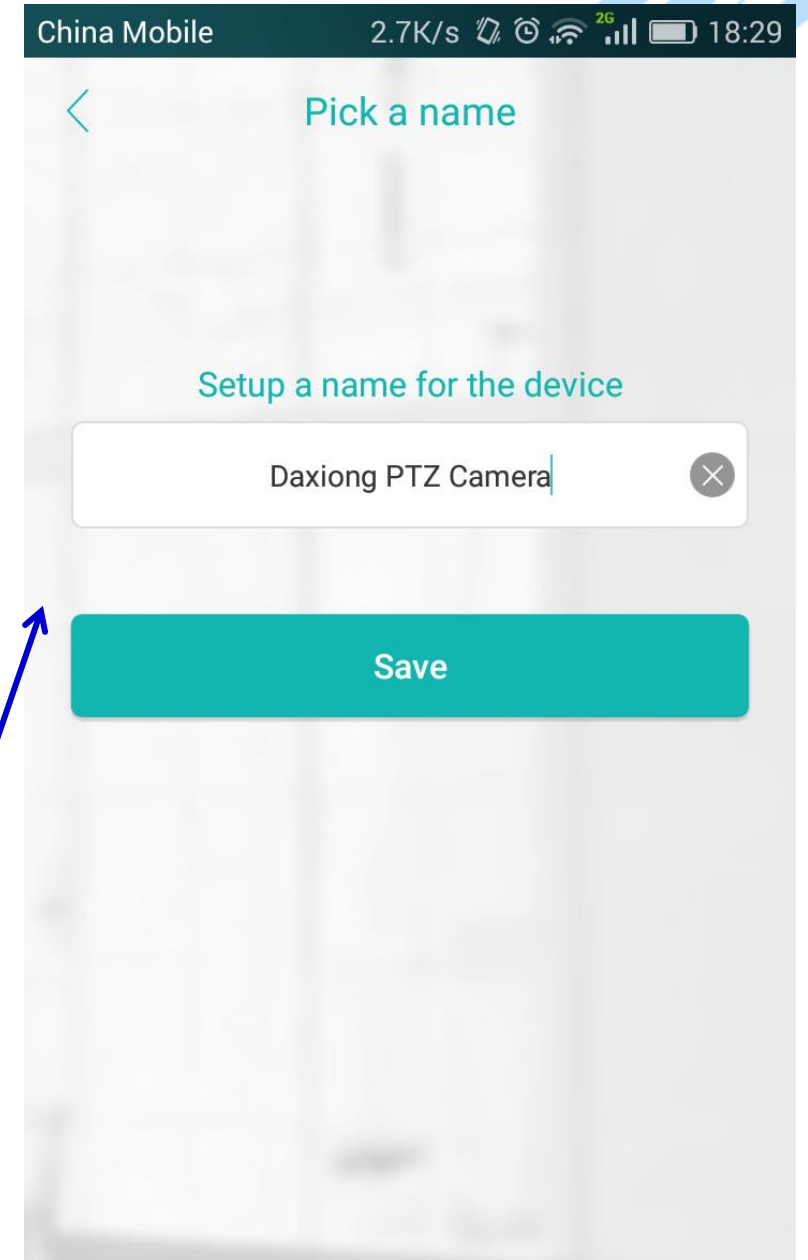 China Mobile 2.7K/s 2G 18:29
Pick a name
Setup a name for the device
Daxiong PTZ Camera
Save